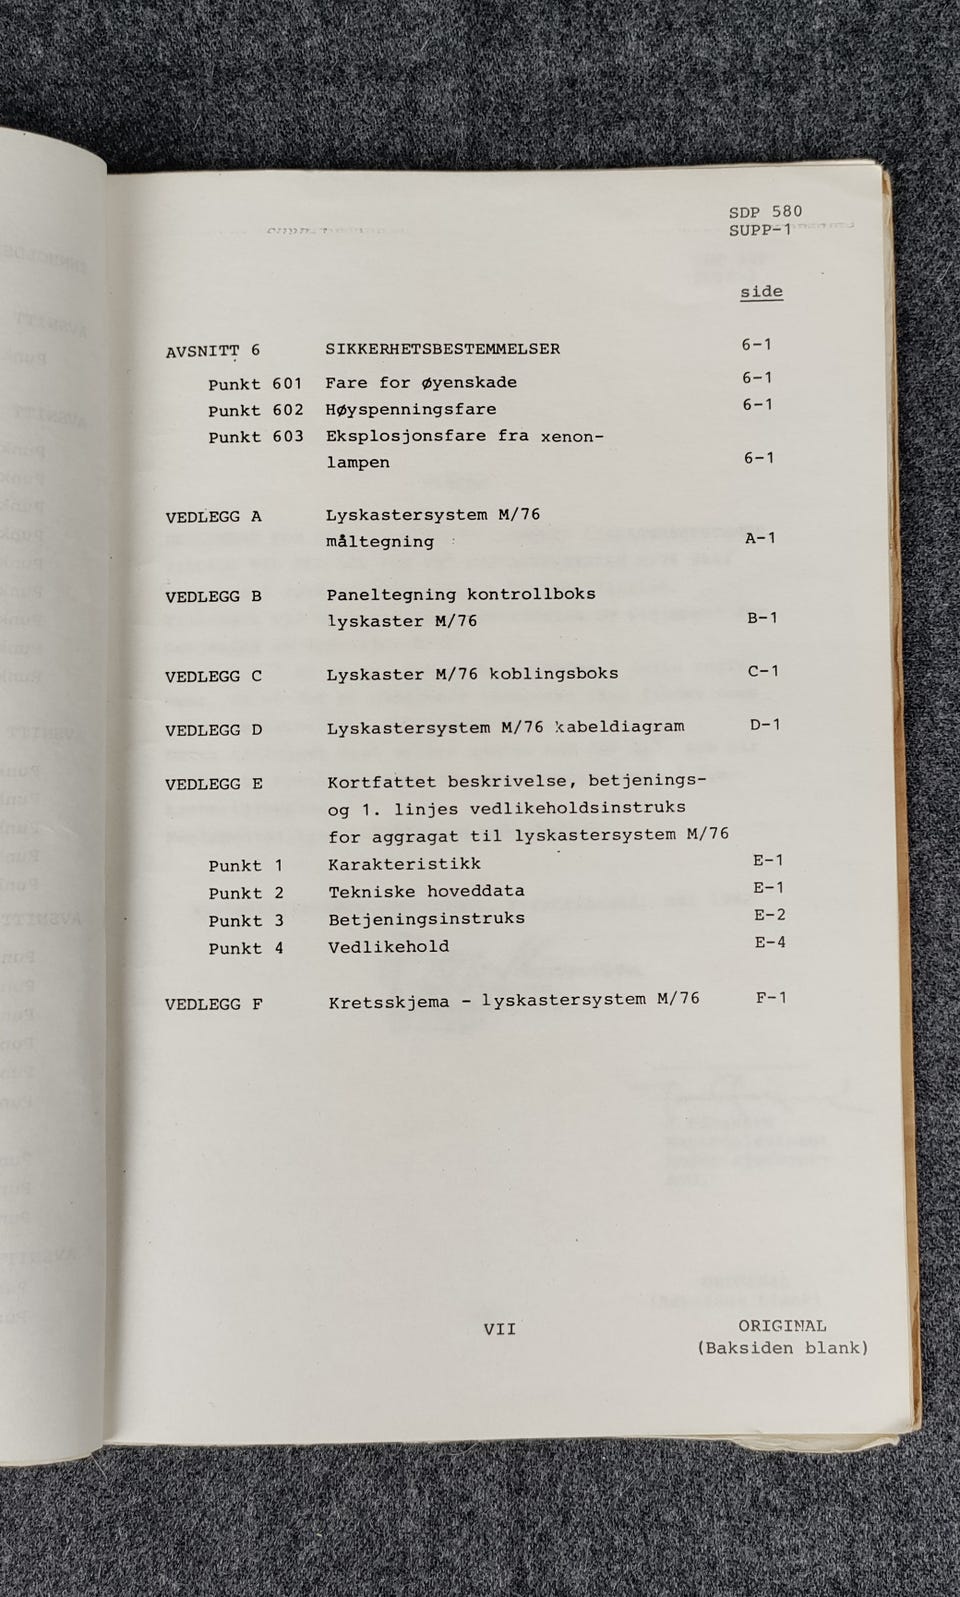 SDP 580
SUPP-1
side
AVSNITT 6 SIKKERHETSBESTEMMELSER 6-1
Punkt 601 Fare for øyenskade 6-1
Punkt 602 Høyspenningsfare 6-1
Punkt 603 Eksplosjonsfare fra xenon-
lampen 6-1
VEDLEGG A Lyskastersystem M/76
måltegning A-1
VEDLEGG B Paneltegning kontrollboks
lyskaster M/76 B-1
VEDLEGG C Lyskaster M/76 koblingsboks C-1
VEDLEGG D Lyskastersystem M/76 kabeldiagram D-1
VEDLEGG E Kortfattet beskrivelse, betjenings-
og 1. linjes vedlikeholdsinstruks
for aggragat til lyskastersystem M/76
Punkt 1 Karakteristikk E-1
Punkt 2 Tekniske hoveddata E-1
Punkt 3 Betjeningsinstruks E-2
Punkt 4 Vedlikehold E-4
VEDLEGG F Kretsskjema - lyskastersystem M/76 F-1
VII
ORIGINAL
(Baksiden blank)